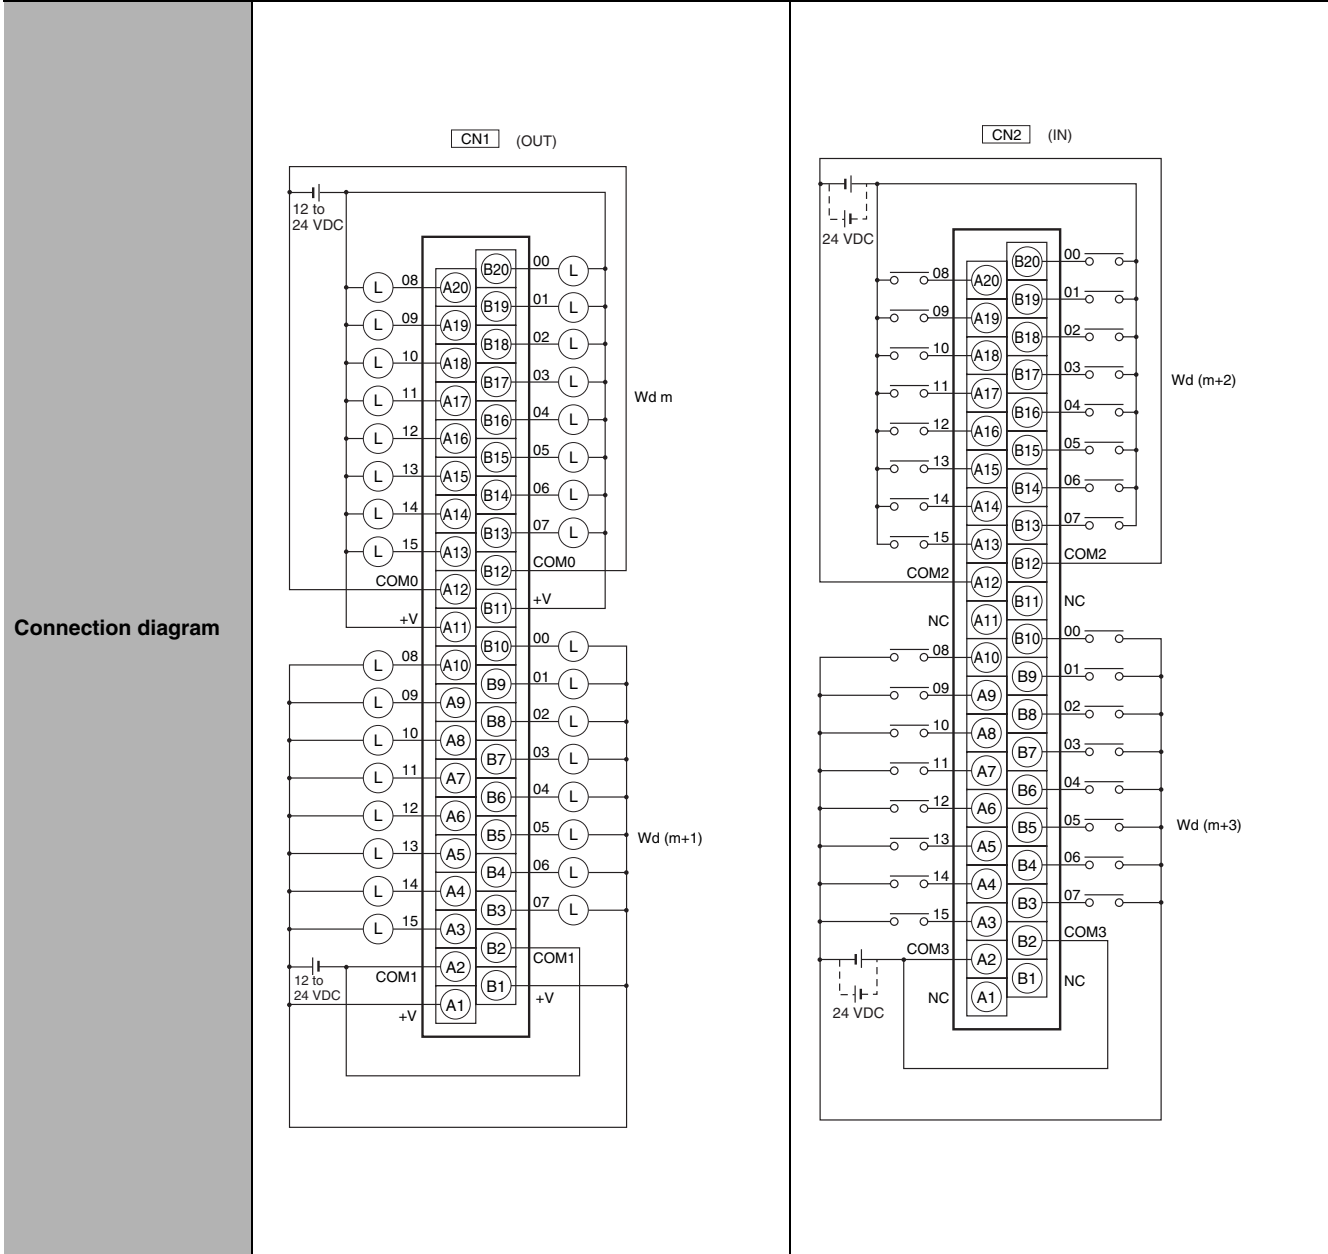 Connection diagram
CN1 (OUT)
12 to
24 VDC
B20 00 L
L 08 A20
B19 01 L
L 09 A19
B18 02 L
L 10 A18
B17 03 L
L 11 A17
Wd m
B16 04 L
L 12 A16
B15 05 L
L 13 A15
B14 06 L
L 14 A14
B13 07 L
L 15 A13
B12 COM0
COM0 A12
B11 +V
+V A11
B10 00 L
L 08 A10
B9 01 L
L 09 A9
B8 02 L
L 10 A8
B7 03 L
L 11 A7
B6 04 L
L 12 A6
B5 05 L
Wd (m+1)
L 13 A5
B4 06 L
L 14 A4
B3 07 L
L 15 A3
B2 COM1
COM1 A2
12 to
24 VDC
B1 +V
+V A1
CN2 (IN)
24 VDC
B20 00
08 A20
B19 01
09 A19
B18 02
10 A18
B17 03
Wd (m+2)
11 A17
B16 04
12 A16
B15 05
13 A15
B14 06
14 A14
B13 07
15 A13
B12 COM2
COM2 A12
B11 NC
NC A11
B10 00
08 A10
B9 01
09 A9
B8 02
10 A8
B7 03
11 A7
B6 04
12 A6
B5 05
Wd (m+3)
13 A5
B4 06
14 A4
B3 07
15 A3
B2 COM3
COM3 A2
B1 NC
NC A1
24 VDC